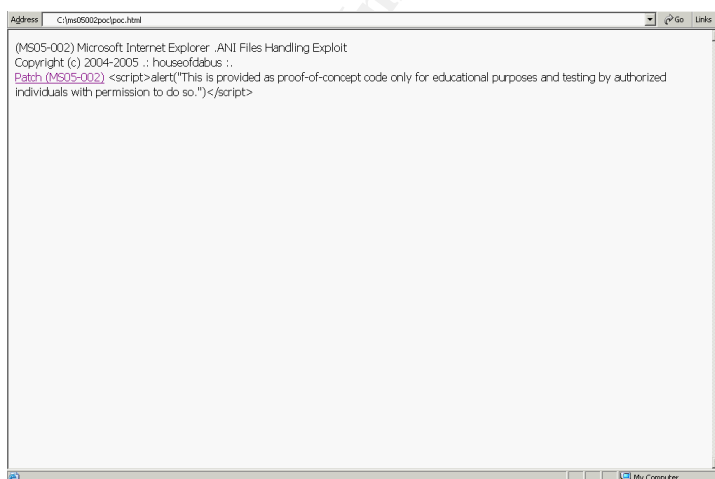 Address C:\ms05002poc\poc.html Go Links
(MS05-002) Microsoft Internet Explorer .ANI Files Handling Exploit
Copyright (c) 2004-2005 .: houseofdabus :.
Patch (MS05-002) <script>alert("This is provided as proof-of-concept code only for educational purposes and testing by authorized
individuals with permission to do so.")</script>
My Computer